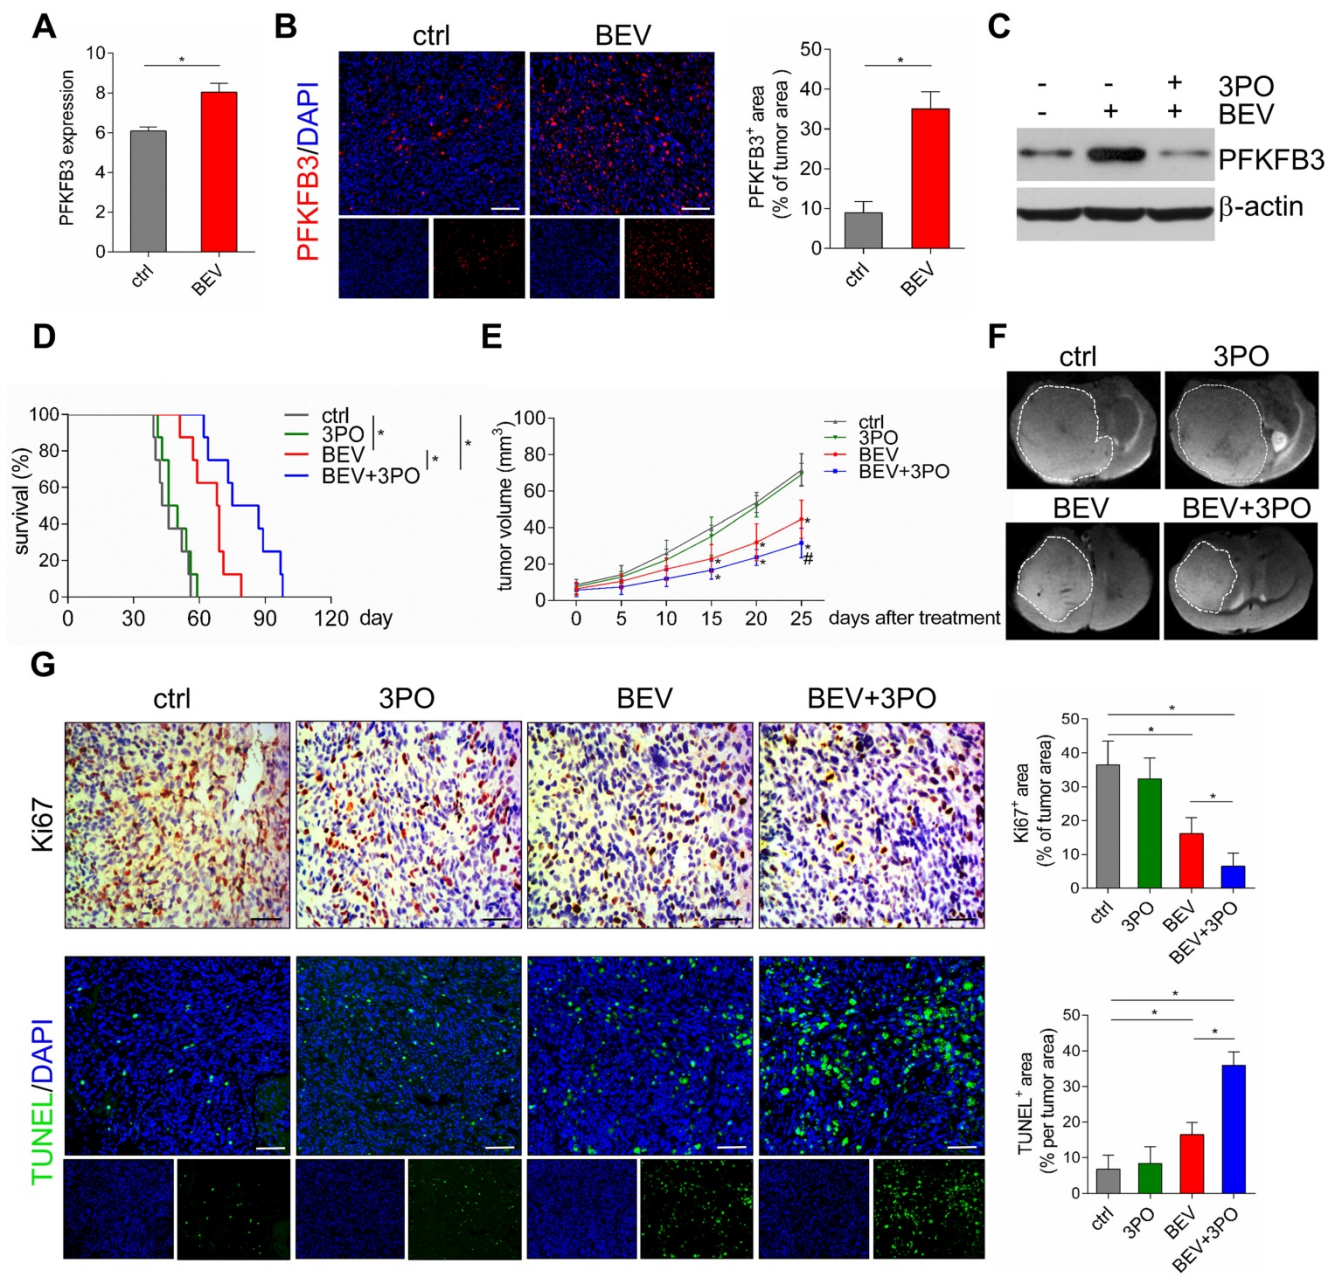 A
PFKFB3 expression
10
8
6
4
2
0
*
ctrl
BEV
B
ctrl
BEV
PFKFB3/DAPI
PFKFB3⁺ area
(% of tumor area )
50
40
30
20
10
0
*
ctrl
BEV
C
- - + 3PO
- + + BEV
PFKFB3
β-actin
D
survival (%)
100
80
60
40
20
0
0 30 60 90 120 day
ctrl
3PO
BEV
BEV+3PO
*
*
*
E
tumor volume (mm³)
100
80
60
40
20
0
0 5 10 15 20 25 days after treatment
ctrl
3PO
BEV
BEV+3PO
*
*
*
*
*
*
#
F
ctrl 3PO
BEV BEV+3PO
G
ctrl 3PO BEV BEV+3PO
Ki67
Ki67⁺ area
(% of tumor area)
50
40
30
20
10
0
*
*
*
ctrl
3PO
BEV
BEV+3PO
TUNEL/DAPI
TUNEL⁺ area
(% per tumor area)
50
40
30
20
10
0
*
*
*
ctrl
3PO
BEV
BEV+3PO